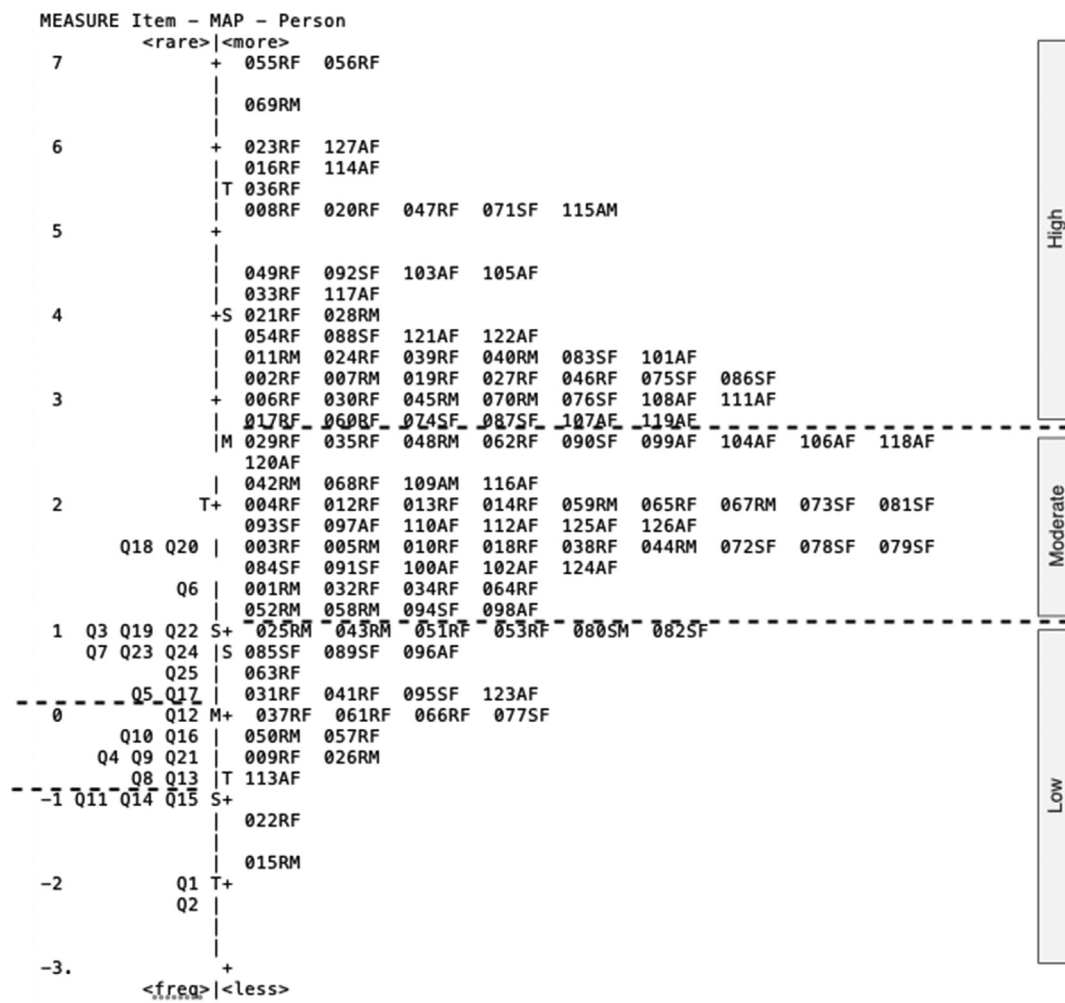 MEASURE Item – MAP – Person
<rare>|<more>
7 + 055RF 056RF
|
| 069RM
|
6 + 023RF 127AF
| 016RF 114AF
|T 036RF
| 008RF 020RF 047RF 071SF 115AM
5 +
|
| 049RF 092SF 103AF 105AF
| 033RF 117AF
4 +S 021RF 028RM
| 054RF 088SF 121AF 122AF
| 011RM 024RF 039RF 040RM 083SF 101AF
| 002RF 007RM 019RF 027RF 046RF 075SF 086SF
3 + 006RF 030RF 045RM 070RM 076SF 108AF 111AF
| 017RF 060RF 074SF 087SF 107AF 119AF
|M 029RF 035RF 048RM 062RF 090SF 099AF 104AF 106AF 118AF
120AF
| 042RM 068RF 109AM 116AF
2 T+ 004RF 012RF 013RF 014RF 059RM 065RF 067RM 073SF 081SF
093SF 097AF 110AF 112AF 125AF 126AF
Q18 Q20 | 003RF 005RM 010RF 018RF 038RF 044RM 072SF 078SF 079SF
084SF 091SF 100AF 102AF 124AF
Q6 | 001RM 032RF 034RF 064RF
| 052RM 058RM 094SF 098AF
1 Q3 Q19 Q22 S+ 025RM 043RM 051RF 053RF 080SM 082SF
Q7 Q23 Q24 |S 085SF 089SF 096AF
Q25 | 063RF
Q5 Q17 | 031RF 041RF 095SF 123AF
0 Q12 M+ 037RF 061RF 066RF 077SF
Q10 Q16 | 050RM 057RF
Q4 Q9 Q21 | 009RF 026RM
Q8 Q13 |T 113AF
–1 Q11 Q14 Q15 S+
| 022RF
|
| 015RM
–2 Q1 T+
Q2 |
|
|
–3. +
<freq>|<less>
High
Moderate
Low